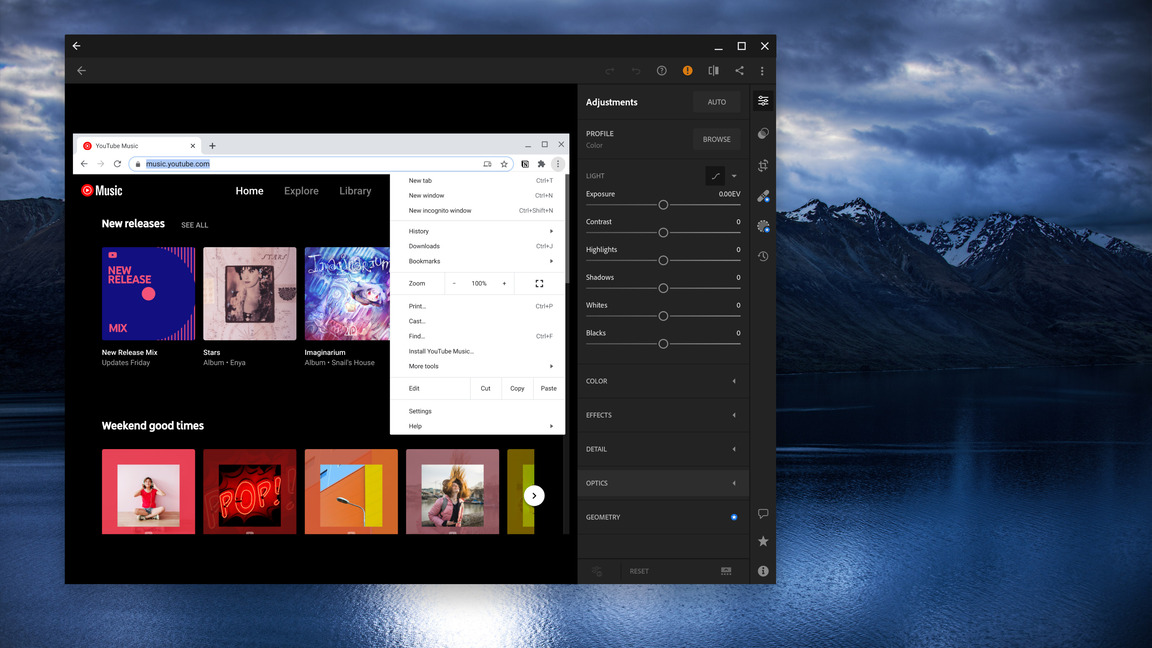 YouTube Music
music.youtube.com
Music
Home
Explore
Library
New releases
SEE ALL
NEW
RELEASE
MIX
STARS
New Release Mix
Updates Friday
Stars
Album • Enya
Imaginarium
Album • Snail's House
Weekend good times
POP!
New tab Ctrl+T
New window Ctrl+N
New incognito window Ctrl+Shift+N
History
Downloads Ctrl+J
Bookmarks
Zoom - 100% +
Print... Ctrl+P
Cast...
Find... Ctrl+F
Install YouTube Music...
More tools
Edit Cut Copy Paste
Settings
Help
Adjustments AUTO
PROFILE
Color
BROWSE
LIGHT
Exposure 0.00EV
Contrast 0
Highlights 0
Shadows 0
Whites 0
Blacks 0
COLOR
EFFECTS
DETAIL
OPTICS
GEOMETRY
RESET